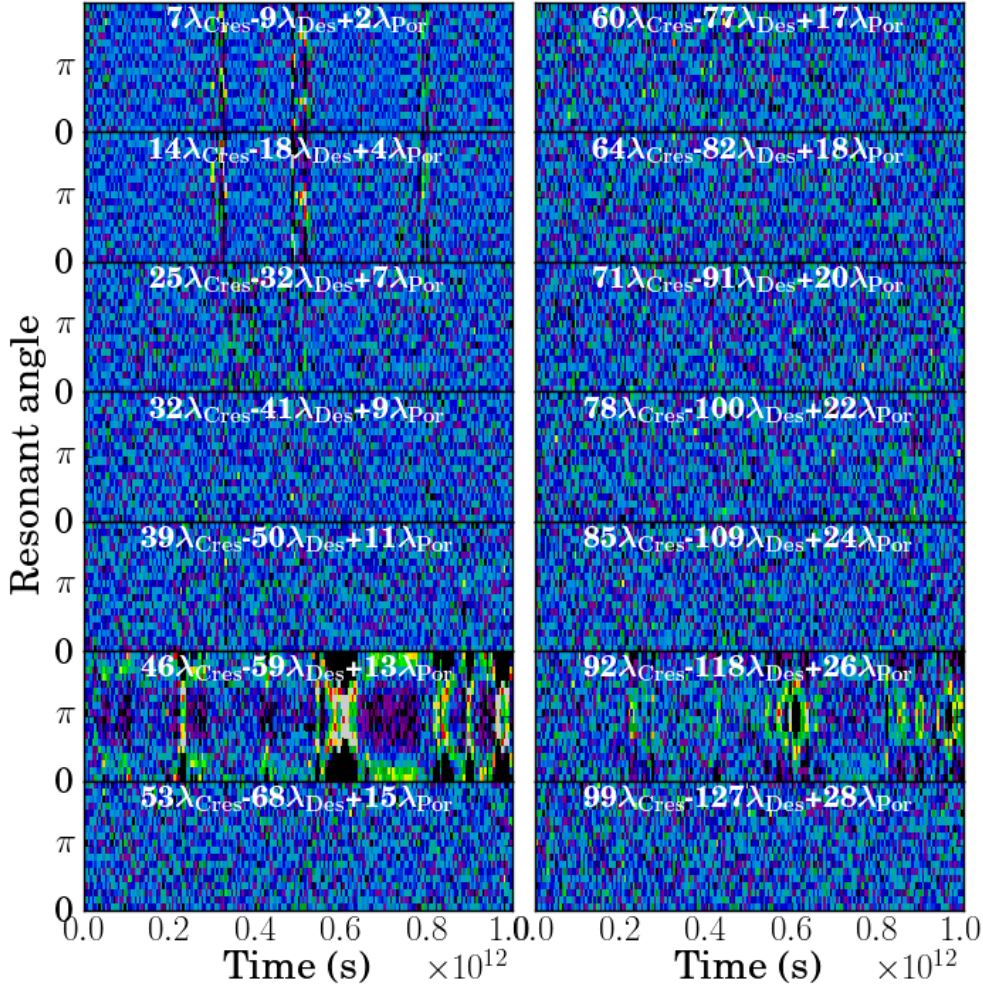 7λCres-9λDes+2λPor
60λCres-77λDes+17λPor
π
0
14λCres-18λDes+4λPor
64λCres-82λDes+18λPor
π
0
25λCres-32λDes+7λPor
71λCres-91λDes+20λPor
π
0
32λCres-41λDes+9λPor
78λCres-100λDes+22λPor
π
0
39λCres-50λDes+11λPor
85λCres-109λDes+24λPor
π
0
46λCres-59λDes+13λPor
92λCres-118λDes+26λPor
π
0
53λCres-68λDes+15λPor
99λCres-127λDes+28λPor
π
0
Resonant angle
0.0 0.2 0.4 0.6 0.8 1.0
0.0 0.2 0.4 0.6 0.8 1.0
Time (s) ×10¹²
Time (s) ×10¹²